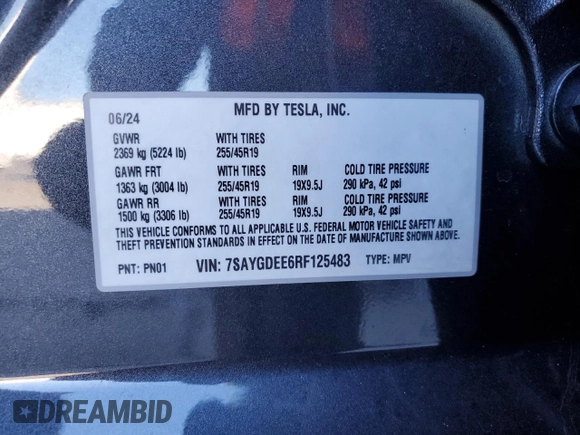 06/24 MFD BY TESLA, INC.
GVWR WITH TIRES
2369 kg (5224 lb) 255/45R19
GAWR FRT WITH TIRES RIM COLD TIRE PRESSURE
1363 kg (3004 lb) 255/45R19 19X9.5J 290 kPa, 42 psi
GAWR RR WITH TIRES RIM COLD TIRE PRESSURE
1500 kg (3306 lb) 255/45R19 19X9.5J 290 kPa, 42 psi
THIS VEHICLE CONFORMS TO ALL APPLICABLE U.S. FEDERAL MOTOR VEHICLE SAFETY AND
THEFT PREVENTION STANDARDS IN EFFECT ON THE DATE OF MANUFACTURE SHOWN ABOVE.
PNT: PN01 VIN: 7SAYGDEE6RF125483 TYPE: MPV
DREAMBID